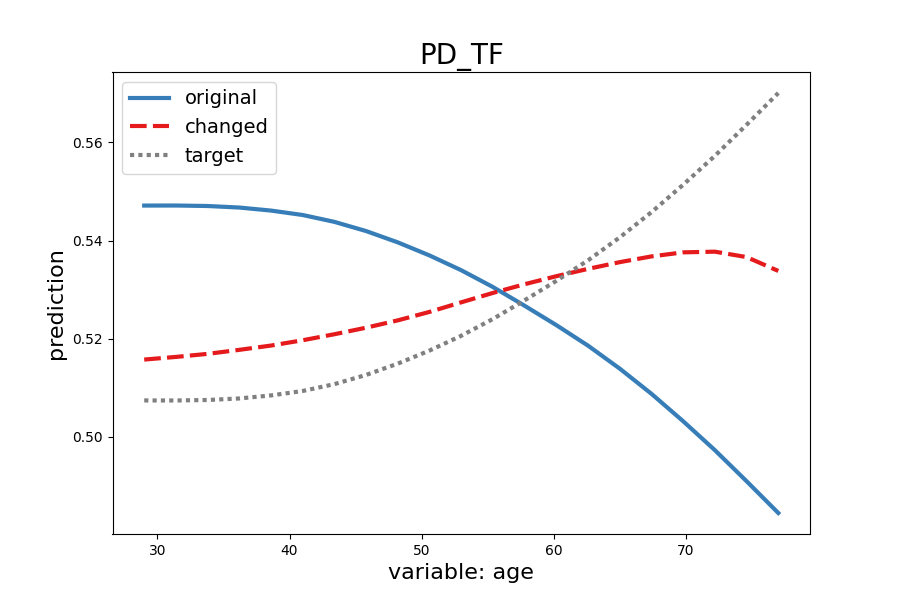 PD_TF
original
changed
target
0.56
0.54
0.52
0.50
prediction
30 40 50 60 70
variable: age